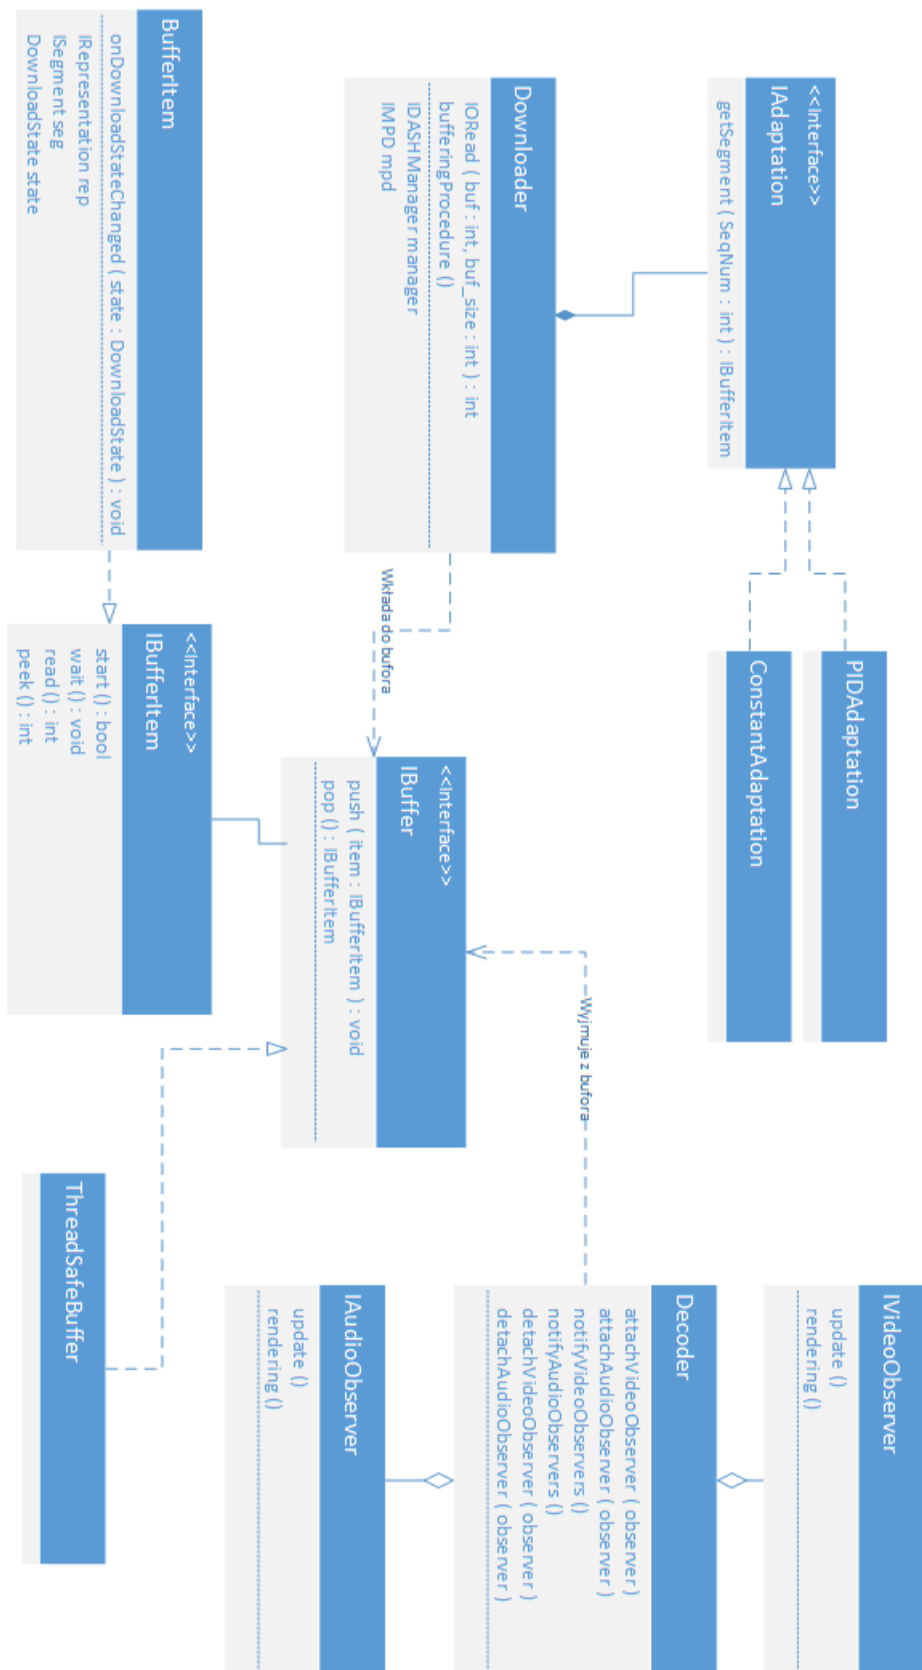 <<Interface>>
IAdaptation
getSegment ( SeqNum : int ) : IBufferItem
PIDAdaptation
ConstantAdaptation
IVideoObserver
update ()
rendering ()
Downloader
IORead ( buf : int, buf_size : int ) : int
bufferingProcedure ()
IDASHManager manager
IMPD mpd
Wkłada do bufora
Wyjmuje z bufora
Decoder
attachVideoObserver ( observer )
attachAudioObserver ( observer )
notifyVideoObservers ()
notifyAudioObservers ()
detachVideoObserver ( observer )
detachAudioObserver ( observer )
<<Interface>>
IBuffer
push ( item : IBufferItem ) : void
pop () : IBufferItem
IAudioObserver
update ()
rendering ()
BufferItem
onDownloadStateChanged ( state : DownloadState ) : void
IRepresentation rep
ISegment seg
DownloadState state
<<Interface>>
IBufferItem
start () : bool
wait () : void
read () : int
peek () : int
ThreadSafeBuffer